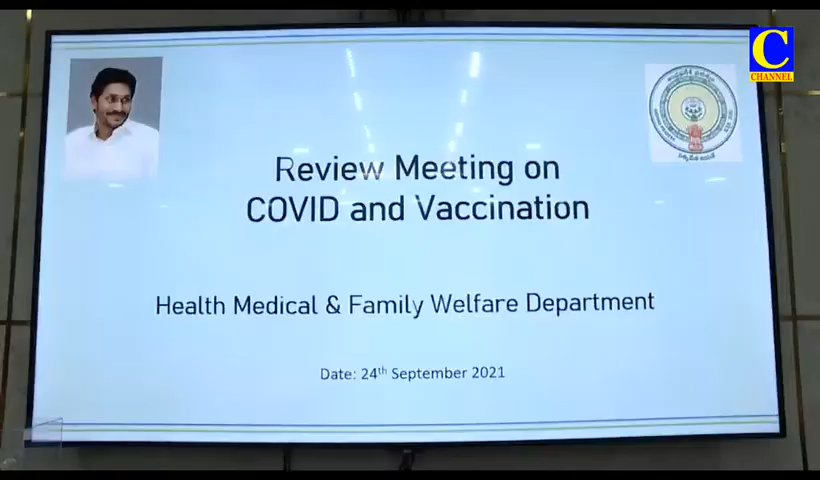 C
CHANNEL
Review Meeting on
COVID and Vaccination
Health Medical & Family Welfare Department
Date: 24th September 2021